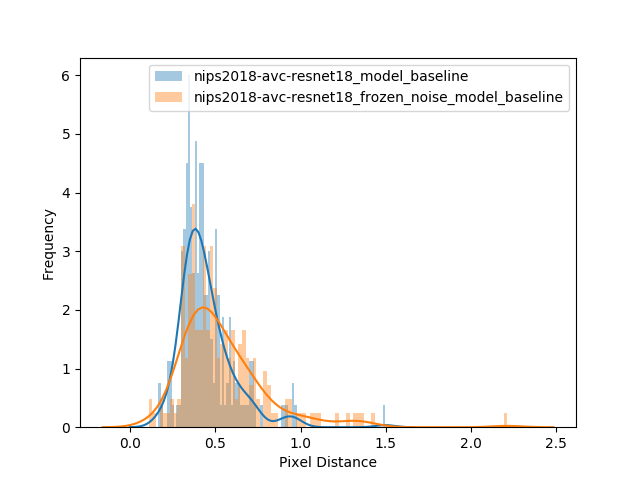 nips2018-avc-resnet18_model_baseline
nips2018-avc-resnet18_frozen_noise_model_baseline
6
5
4
3
2
1
0
Frequency
0.0 0.5 1.0 1.5 2.0 2.5
Pixel Distance